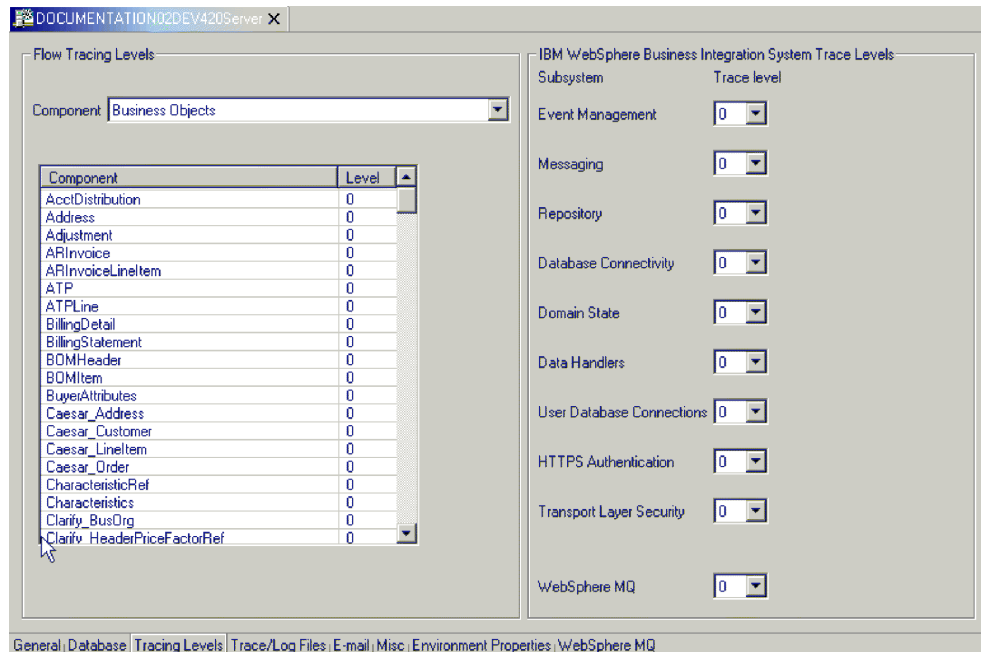 DOCUMENTATION02DEV420Server X
Flow Tracing Levels
Component Business Objects
Component Level
AcctDistribution 0
Address 0
Adjustment 0
ARInvoice 0
ARInvoiceLineItem 0
ATP 0
ATPLine 0
BillingDetail 0
BillingStatement 0
BOMHeader 0
BOMItem 0
BuyerAttributes 0
Caesar_Address 0
Caesar_Customer 0
Caesar_LineItem 0
Caesar_Order 0
CharacteristicRef 0
Characteristics 0
Clarify_BusOrg 0
Clarify_HeaderPriceFactorRef 0
IBM WebSphere Business Integration System Trace Levels
Subsystem Trace level
Event Management 0
Messaging 0
Repository 0
Database Connectivity 0
Domain State 0
Data Handlers 0
User Database Connections 0
HTTPS Authentication 0
Transport Layer Security 0
WebSphere MQ 0
General Database Tracing Levels Trace/Log Files E-mail Misc Environment Properties WebSphere MQ